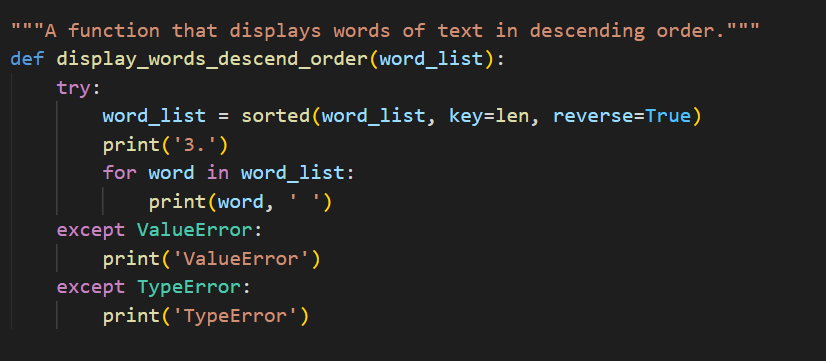 """A function that displays words of text in descending order."""
def display_words_descend_order(word_list):
    try:
        word_list = sorted(word_list, key=len, reverse=True)
        print('3.')
        for word in word_list:
            print(word, ' ')
    except ValueError:
        print('ValueError')
    except TypeError:
        print('TypeError')